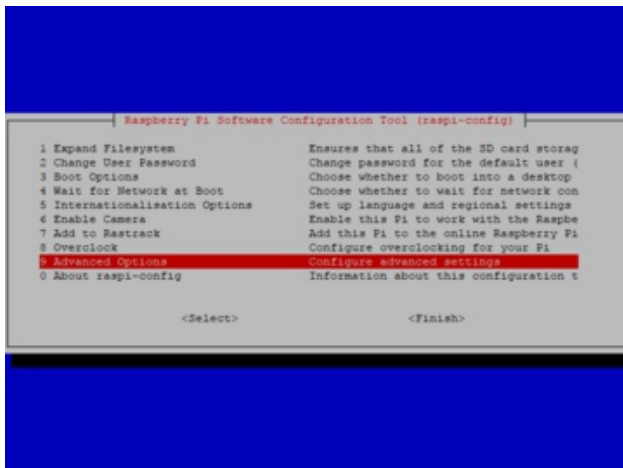 Raspberry Pi Software Configuration Tool (raspi-config)
1 Expand Filesystem Ensures that all of the SD card storag
2 Change User Password Change password for the default user (
3 Boot Options Choose whether to boot into a desktop
4 Wait for Network at Boot Choose whether to wait for network con
5 Internationalisation Options Set up language and regional settings
6 Enable Camera Enable this Pi to work with the Raspbe
7 Add to Rastrack Add this Pi to the online Raspberry Pi
8 Overclock Configure overclocking for your Pi
9 Advanced Options Configure advanced settings
0 About raspi-config Information about this configuration t
<Select> <Finish>